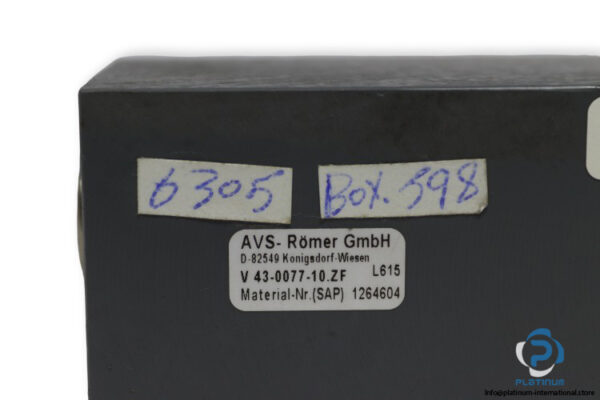 6305
BOX.598
AVS- Römer GmbH
D-82549 Konigsdorf-Wiesen
V 43-0077-10.ZF L615
Material-Nr.(SAP) 1264604
PLATINUM
Info@platinum-international.store